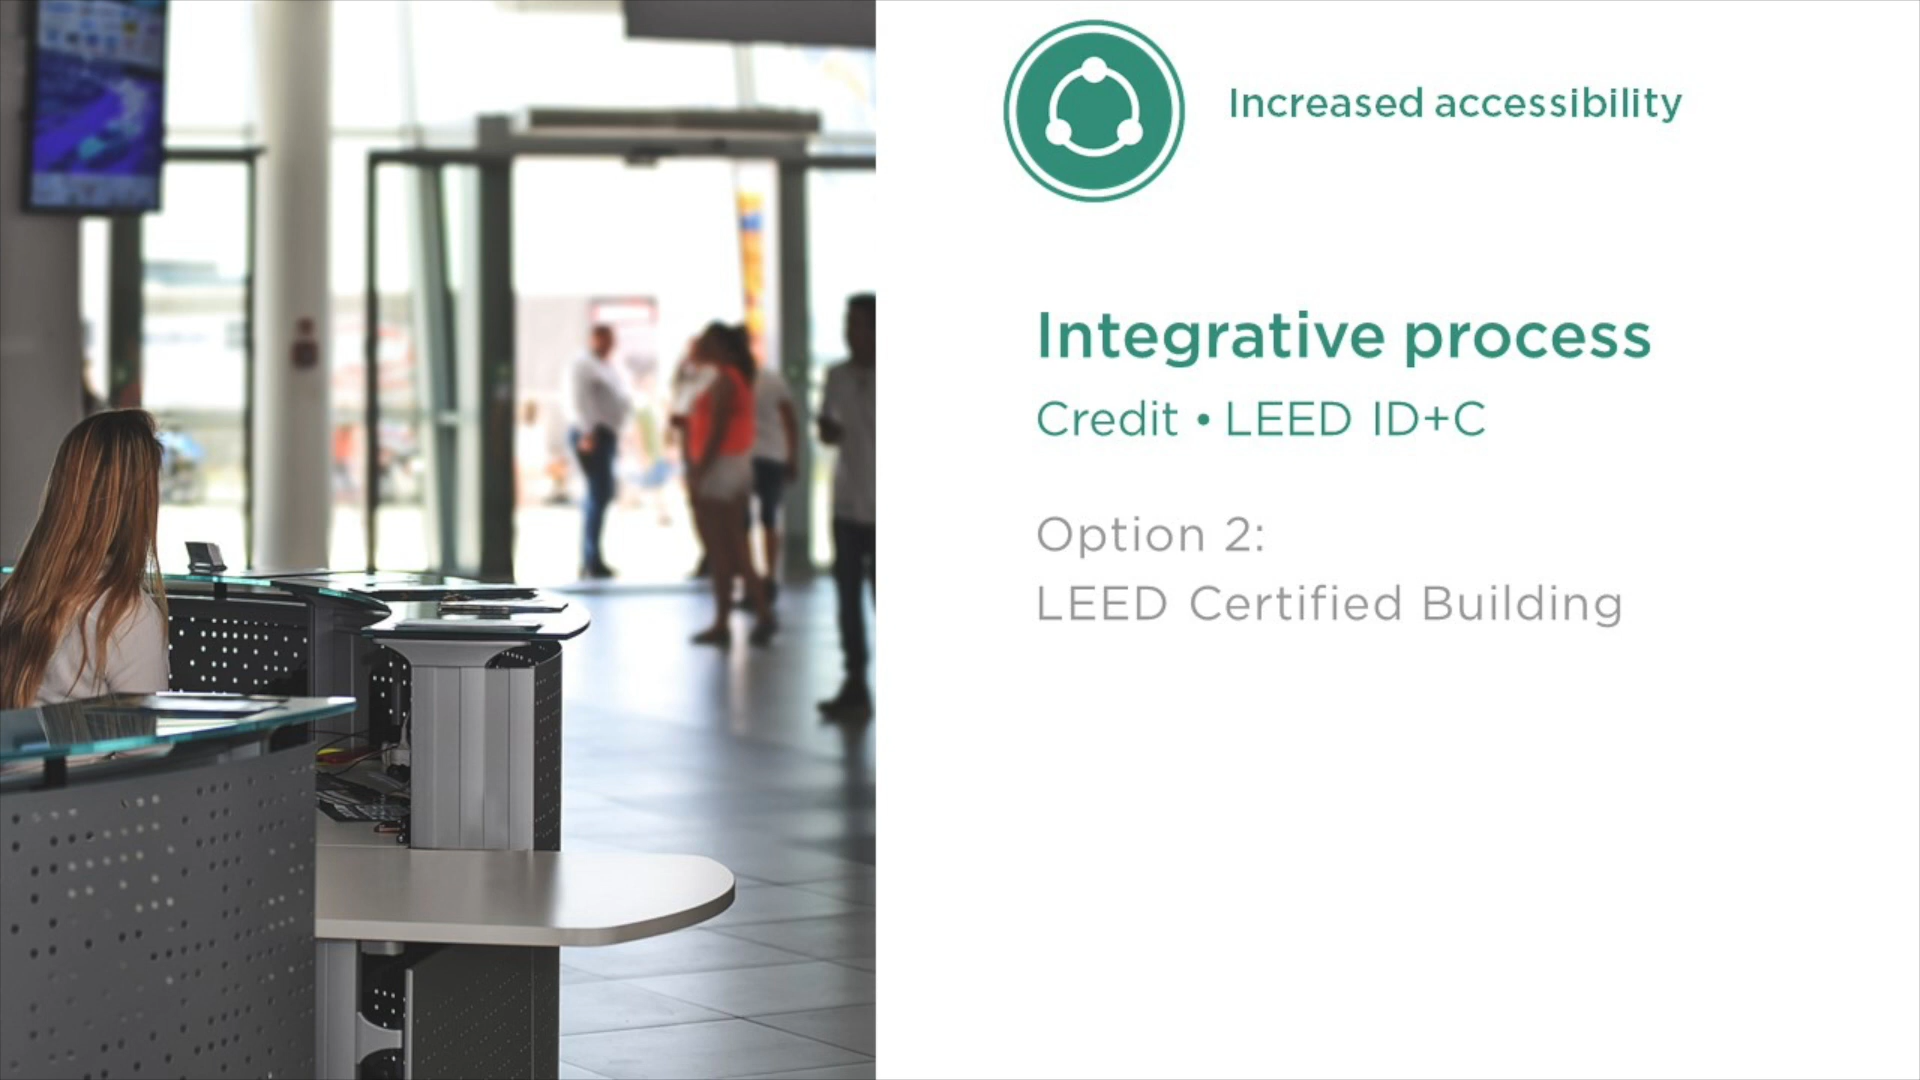 Increased accessibility
Integrative process
Credit • LEED ID+C
Option 2:
LEED Certified Building